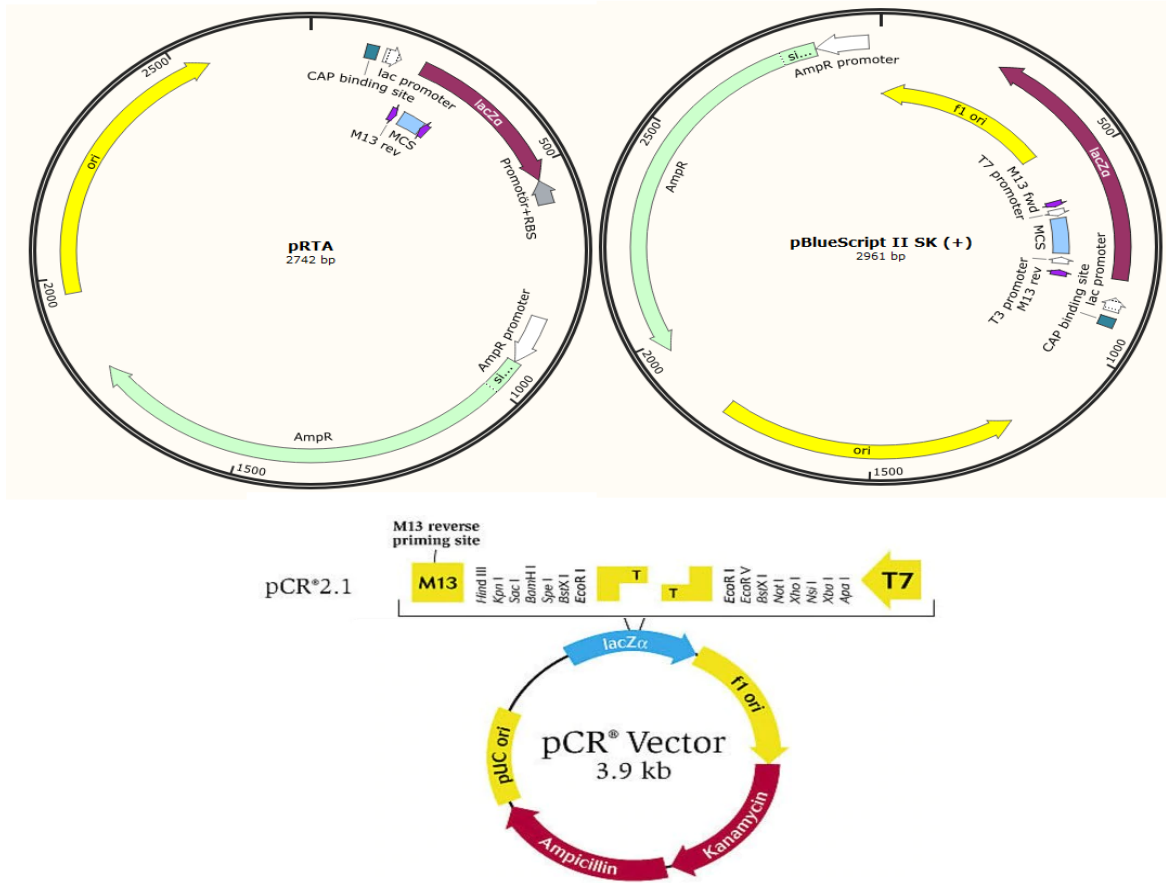 2500
CAP binding site
lac promoter
lacZα
M13 rev
MCS
500
Promotör+RBS
ori
pRTA
2742 bp
2000
AmpR promoter
si...
1000
AmpR
1500
si...
AmpR promoter
2500
f1 ori
lacZα
500
AmpR
T7 promoter
M13 fwd
MCS
pBlueScript II SK (+)
2961 bp
T3 promoter
M13 rev
CAP binding site
lac promoter
2000
1000
ori
1500
M13 reverse
priming site
pCR®2.1
M13
Hind III
Kpn I
Sac I
BamH I
Spe I
BstX I
EcoR I
T
T
EcoR I
EcoR V
BstX I
Not I
Xho I
Nsi I
Xba I
Apa I
T7
lacZα
f1 ori
pUC ori
pCR® Vector
3.9 kb
Kanamycin
Ampicillin